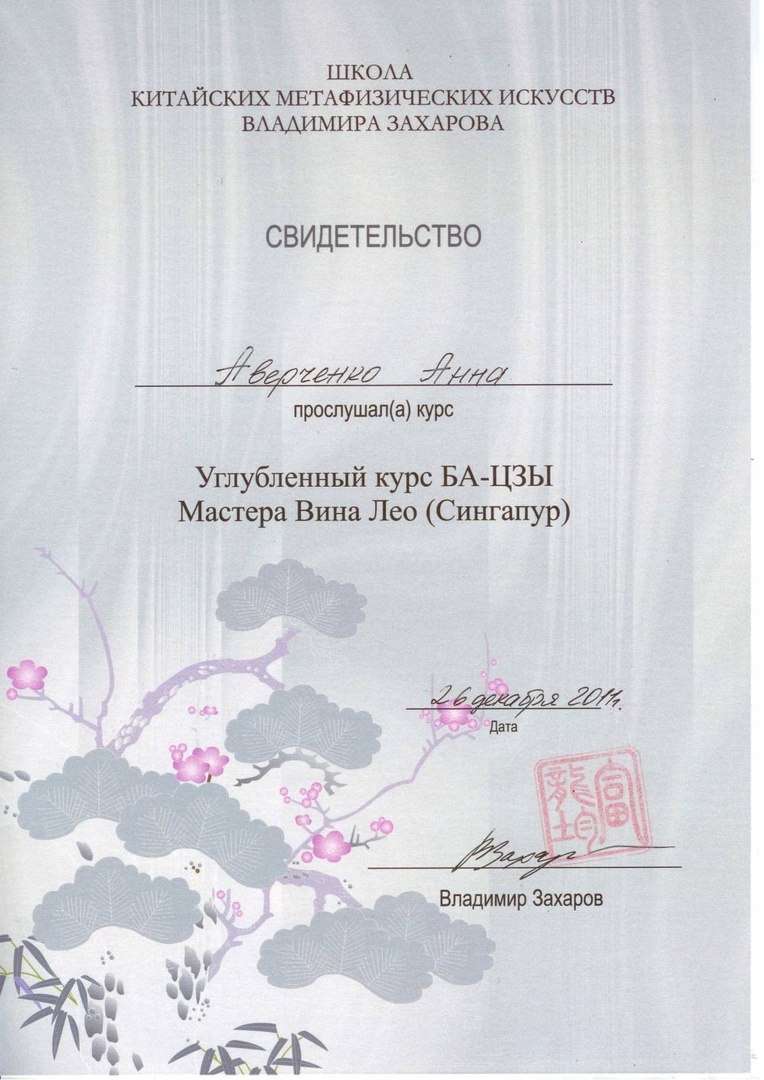 ШКОЛА
КИТАЙСКИХ МЕТАФИЗИЧЕСКИХ ИСКУССТВ
ВЛАДИМИРА ЗАХАРОВА
СВИДЕТЕЛЬСТВО
Аверченко Анна
прослушал(а) курс
Углубленный курс БА-ЦЗЫ
Мастера Вина Лео (Сингапур)
26 декабря 2011г.
Дата
Владимир Захаров